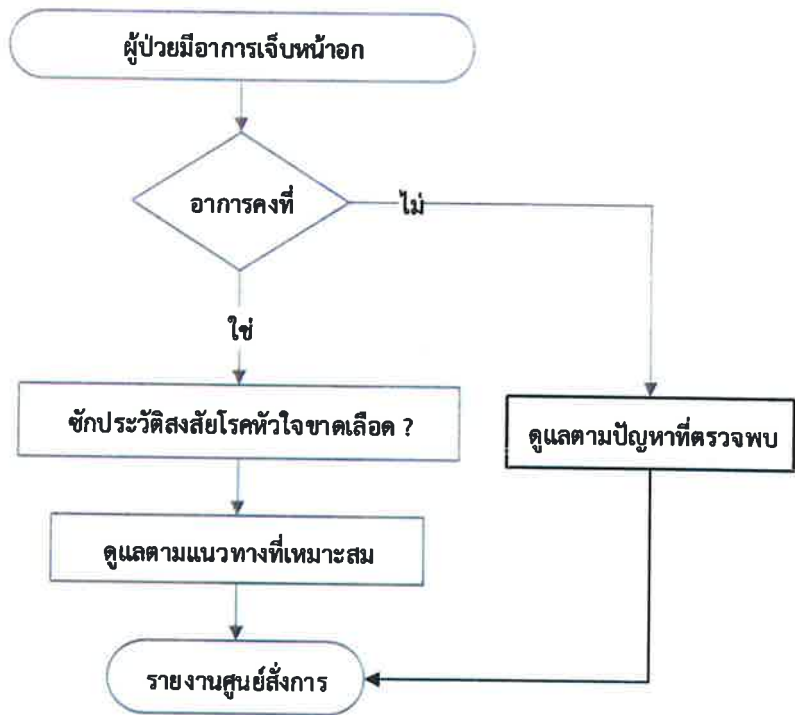 ผู้ป่วยมีอาการเจ็บหน้าอก
อาการคงที่
ไม่
ใช่
ซักประวัติสงสัยโรคหัวใจขาดเลือด ?
ดูแลตามปัญหาที่ตรวจพบ
ดูแลตามแนวทางที่เหมาะสม
รายงานศูนย์สั่งการ